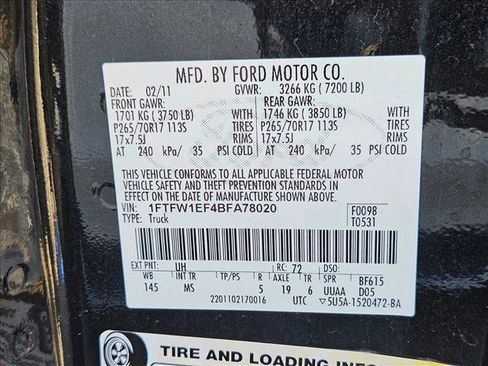 MFD. BY FORD MOTOR CO.
DATE: 02/11 GVWR: 3266 KG (7200 LB)
FRONT GAWR: REAR GAWR:
1701 KG (3750 LB) WITH 1746 KG (3850 LB) WITH
P265/70R17 113S TIRES P265/70R17 113S TIRES
17x7.5J RIMS 17x7.5J RIMS
AT 240 kPa/ 35 PSI COLD AT 240 kPa/ 35 PSI COLD
THIS VEHICLE CONFORMS TO ALL APPLICABLE FEDERAL MOTOR
VEHICLE SAFETY AND THEFT PREVENTION STANDARDS IN EFFECT
ON THE DATE OF MANUFACTURE SHOWN ABOVE.
VIN: 1FTFW1EF4BFA78020 F0098
TYPE: Truck T0531
EXT PNT: UH RC: 72 DSO:
WB INT TR TP/PS R AXLE TR SPR BF615
145 MS 5 19 6 UUAA D05
2201102170016 UTC ▽5U5A-1520472-BA
TIRE AND LOADING